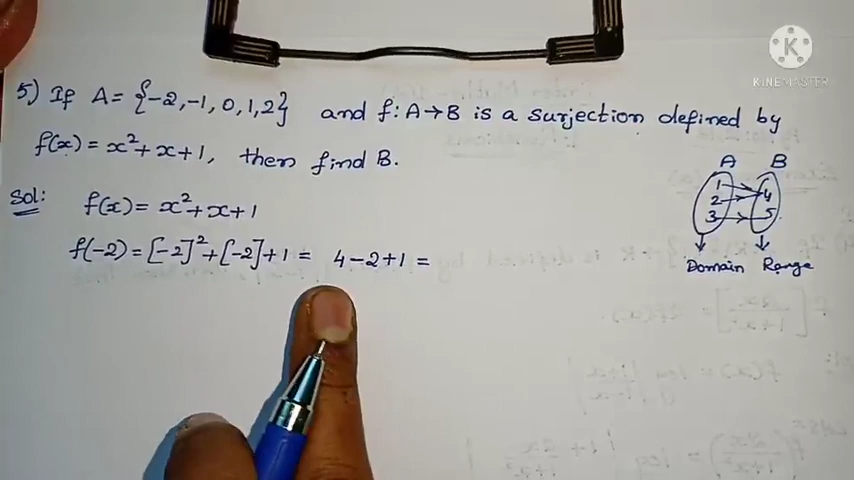 KINEMASTER
5) If A = {-2, -1, 0, 1, 2} and f: A→B is a surjection defined by
f(x) = x²+x+1, then find B.
A B
1 4
2 5
3
Domain Range
Sol: f(x) = x²+x+1
f(-2) = [-2]²+[-2]+1 = 4-2+1 =